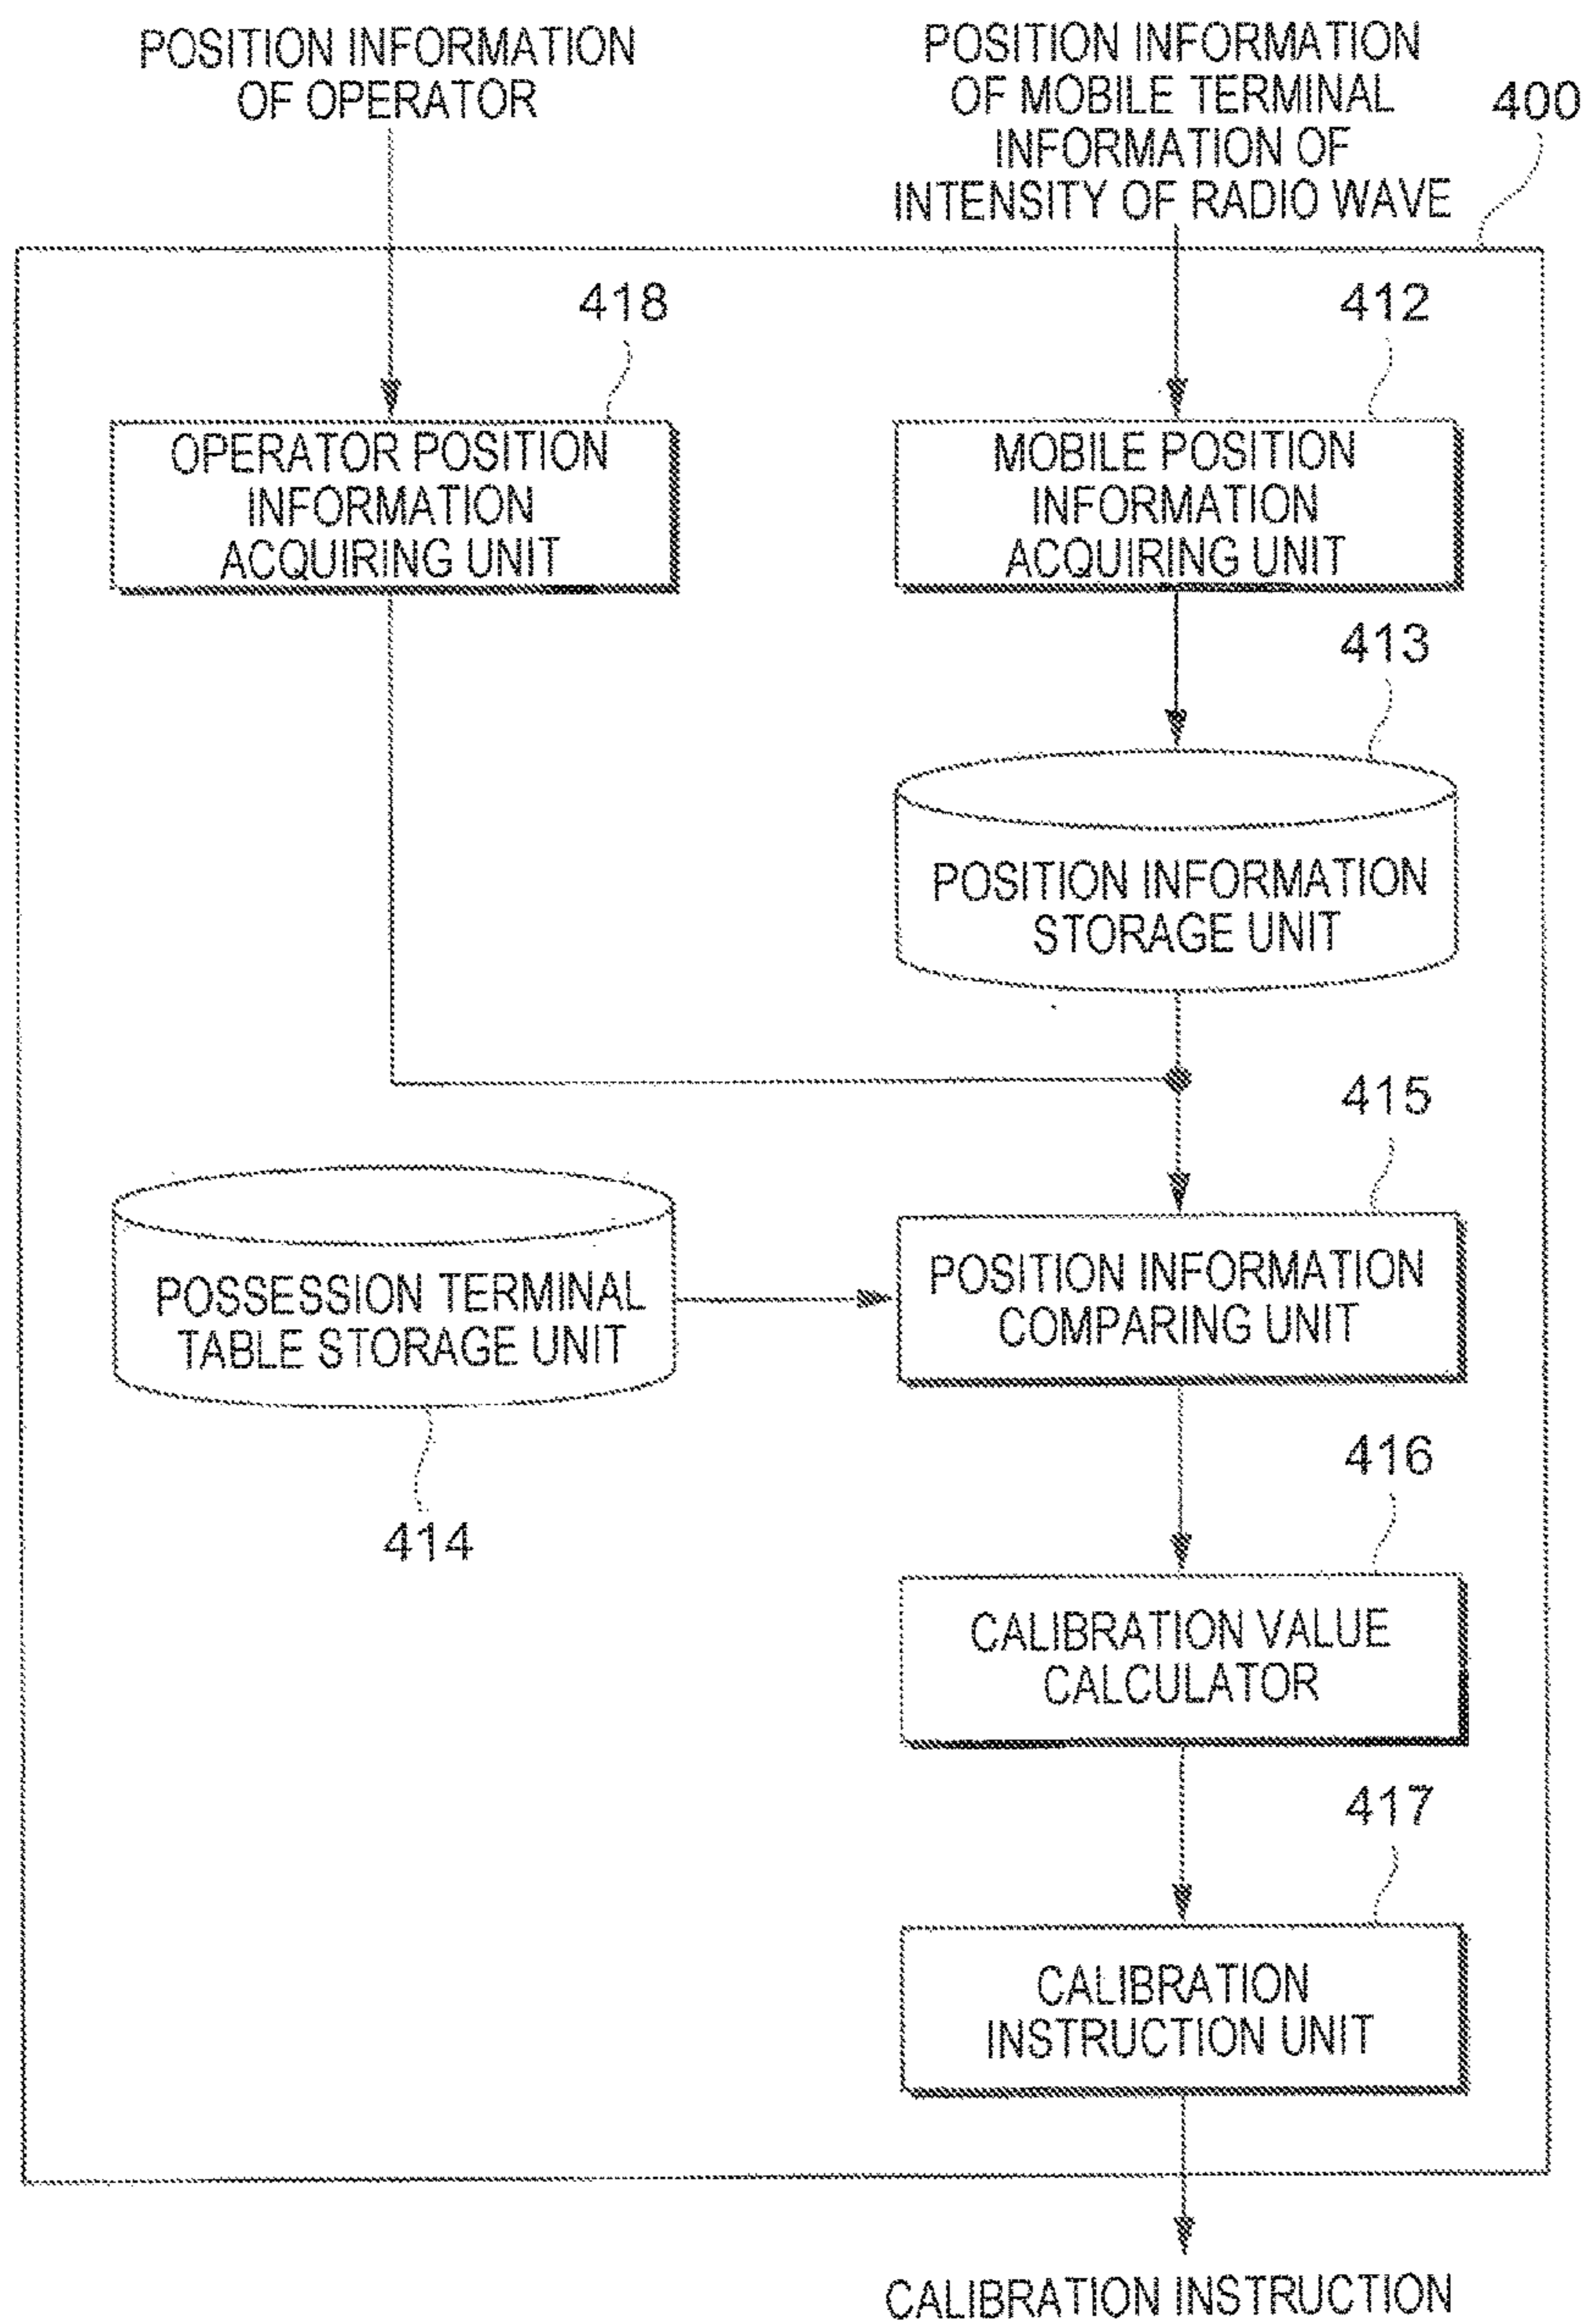 POSITION INFORMATION
OF OPERATOR
POSITION INFORMATION
OF MOBILE TERMINAL
INFORMATION OF
INTENSITY OF RADIO WAVE
400
418
412
OPERATOR POSITION
INFORMATION
ACQUIRING UNIT
MOBILE POSITION
INFORMATION
ACQUIRING UNIT
413
POSITION INFORMATION
STORAGE UNIT
415
POSSESSION TERMINAL
TABLE STORAGE UNIT
POSITION INFORMATION
COMPARING UNIT
414
416
CALIBRATION VALUE
CALCULATOR
417
CALIBRATION
INSTRUCTION UNIT
CALIBRATION INSTRUCTION